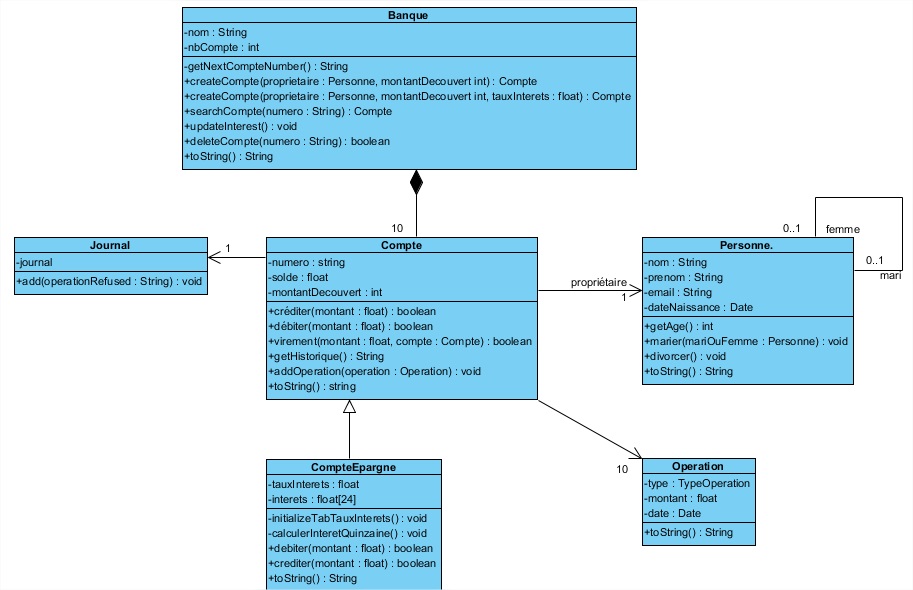 Banque
-nom : String
-nbCompte : int
-getNextCompteNumber() : String
+createCompte(proprietaire : Personne, montantDecouvert int) : Compte
+createCompte(proprietaire : Personne, montantDecouvert int, tauxInterets : float) : Compte
+searchCompte(numero : String) : Compte
+updateInterest() : void
+deleteCompte(numero : String) : boolean
+toString() : String
10
Journal
-journal
+add(operationRefused : String) : void
1
Compte
-numero : string
-solde : float
-montantDecouvert : int
+créditer(montant : float) : boolean
+débiter(montant : float) : boolean
+virement(montant : float, compte : Compte) : boolean
+getHistorique() : String
+addOperation(operation : Operation) : void
+toString() : string
propriétaire
1
0..1
femme
Personne.
-nom : String
-prenom : String
-email : String
-dateNaissance : Date
+getAge() : int
+marier(mariOuFemme : Personne) : void
+divorcer() : void
+toString() : String
0..1
mari
CompteEpargne
-tauxInterets : float
-interets : float[24]
-initializeTabTauxInterets() : void
-calculerInteretQuinzaine() : void
+debiter(montant : float) : boolean
+crediter(montant : float) : boolean
+toString() : String
10
Operation
-type : TypeOperation
-montant : float
-date : Date
+toString() : String